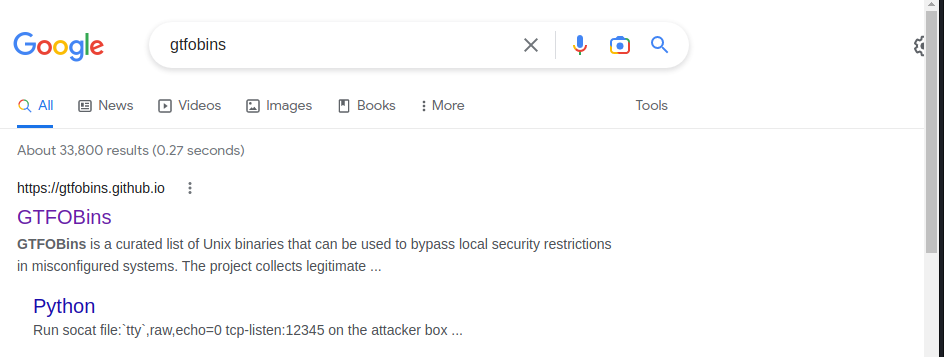 Google
gtfobins
All News Videos Images Books More Tools
About 33,800 results (0.27 seconds)
https://gtfobins.github.io
GTFOBins
GTFOBins is a curated list of Unix binaries that can be used to bypass local security restrictions
in misconfigured systems. The project collects legitimate ...
Python
Run socat file:`tty`,raw,echo=0 tcp-listen:12345 on the attacker box ...